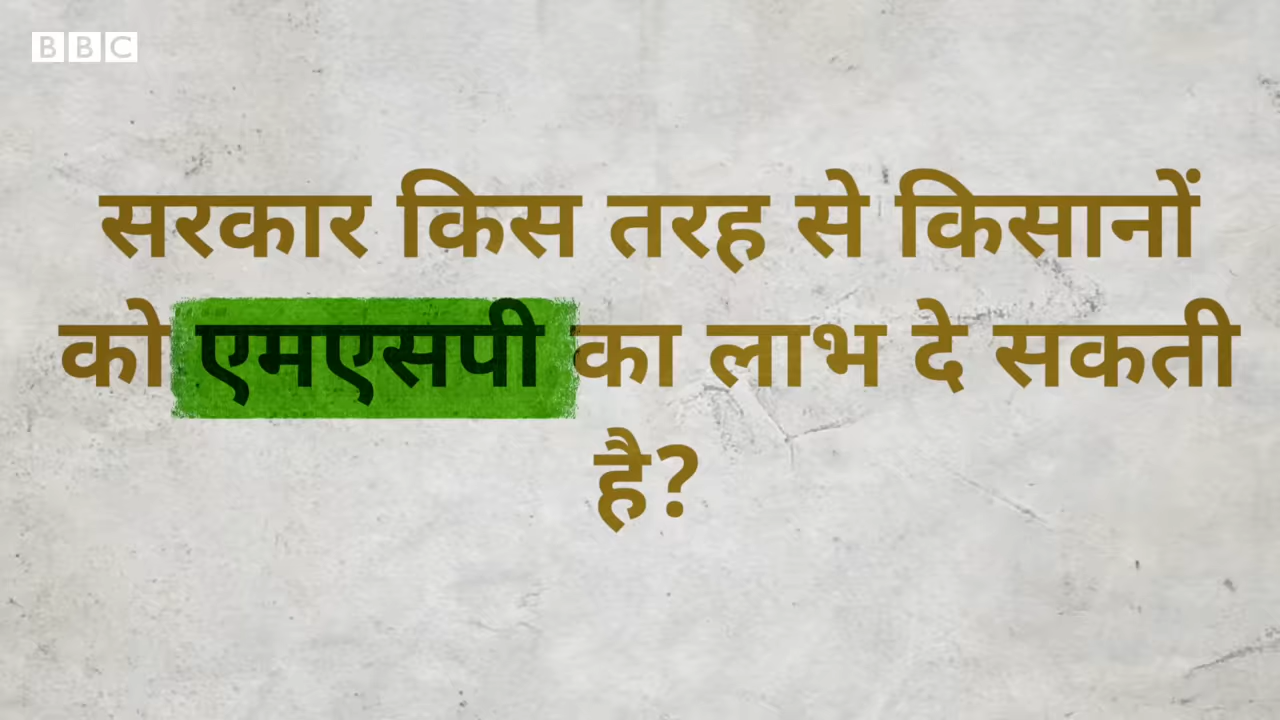 BBC
सरकार किस तरह से किसानों
को एमएसपी का लाभ दे सकती
है?